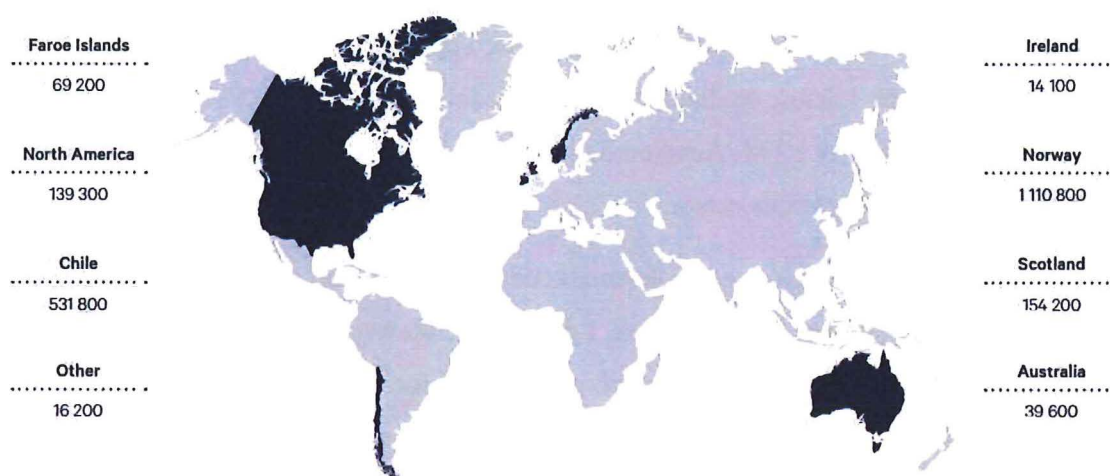 Faroe Islands
69 200
North America
139 300
Chile
531 800
Other
16 200
Ireland
14 100
Norway
1 110 800
Scotland
154 200
Australia
39 600